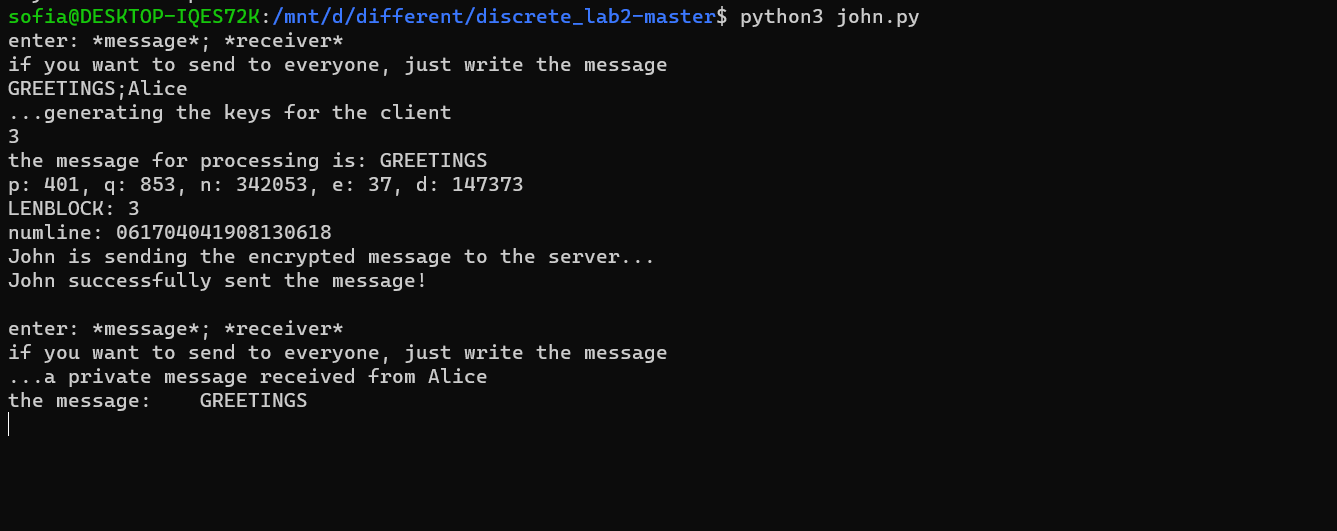 sofia@DESKTOP-IQES72K:/mnt/d/different/discrete_lab2-master$ python3 john.py
enter: *message*; *receiver*
if you want to send to everyone, just write the message
GREETINGS;Alice
...generating the keys for the client
3
the message for processing is: GREETINGS
p: 401, q: 853, n: 342053, e: 37, d: 147373
LENBLOCK: 3
numline: 061704041908130618
John is sending the encrypted message to the server...
John successfully sent the message!
enter: *message*; *receiver*
if you want to send to everyone, just write the message
...a private message received from Alice
the message:    GREETINGS